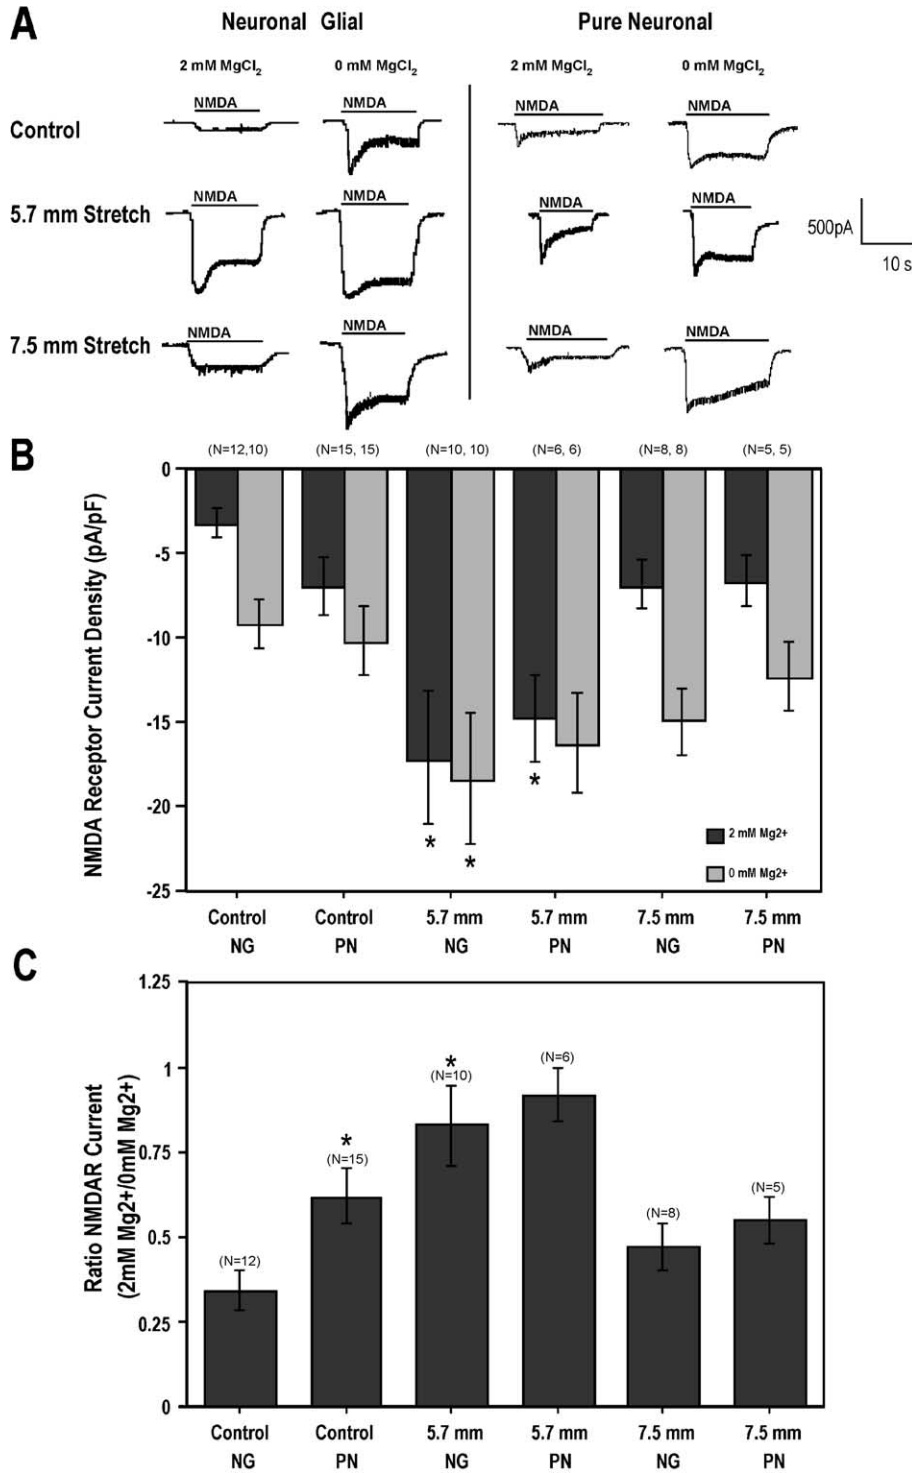 A
Neuronal Glial
Pure Neuronal
2 mM MgCl2
0 mM MgCl2
2 mM MgCl2
0 mM MgCl2
Control
NMDA
NMDA
NMDA
NMDA
5.7 mm Stretch
NMDA
NMDA
NMDA
NMDA
500pA
10 s
7.5 mm Stretch
NMDA
NMDA
NMDA
NMDA
B
(N=12,10)
(N=15, 15)
(N=10, 10)
(N=6, 6)
(N=8, 8)
(N=5, 5)
NMDA Receptor Current Density (pA/pF)
0
-5
-10
-15
-20
-25
*
*
*
2 mM Mg2+
0 mM Mg2+
Control NG
Control PN
5.7 mm NG
5.7 mm PN
7.5 mm NG
7.5 mm PN
C
Ratio NMDAR Current
(2mM Mg2+/0mM Mg2+)
1.25
1
0.75
0.5
0.25
0
(N=12)
*
(N=15)
*
(N=10)
(N=6)
(N=8)
(N=5)
Control NG
Control PN
5.7 mm NG
5.7 mm PN
7.5 mm NG
7.5 mm PN